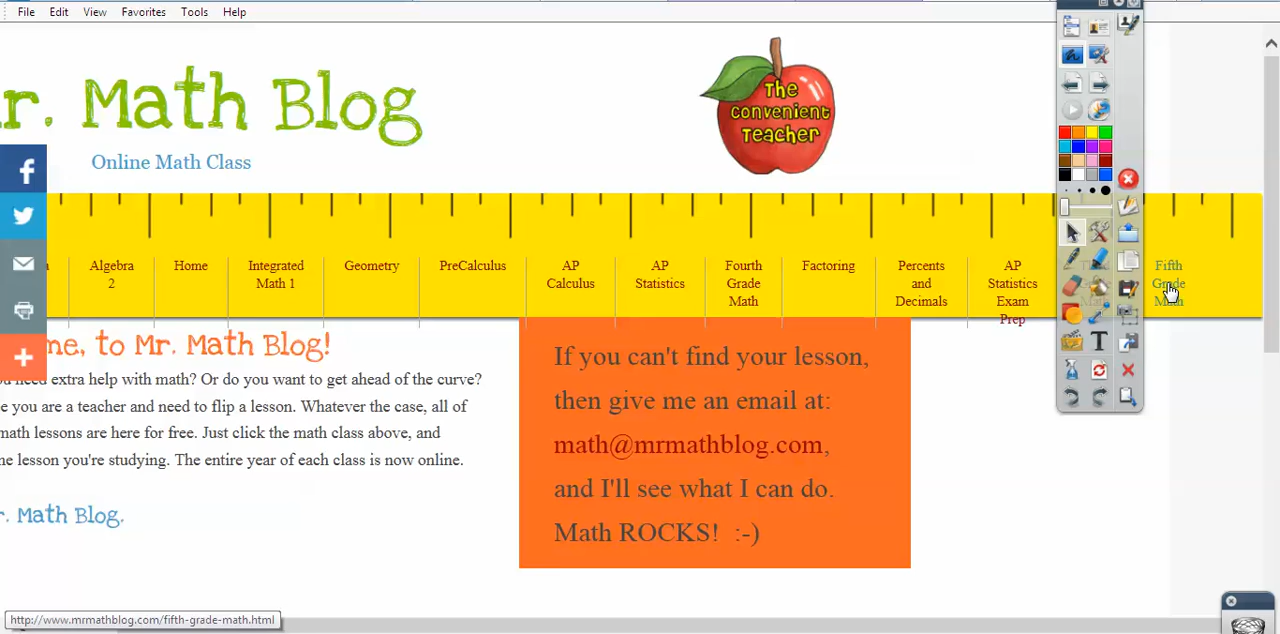 File Edit View Favorites Tools Help
r. Math Blog
Online Math Class
The
convenient
Teacher
Algebra
2
Home
Integrated
Math 1
Geometry
PreCalculus
AP
Calculus
AP
Statistics
Fourth
Grade
Math
Factoring
Percents
and
Decimals
AP
Statistics
Exam
Prep
Fifth
Grade
Math
me, to Mr. Math Blog!
need extra help with math? Or do you want to get ahead of the curve?
e you are a teacher and need to flip a lesson. Whatever the case, all of
math lessons are here for free. Just click the math class above, and
ne lesson you're studying. The entire year of each class is now online.
r. Math Blog.
If you can't find your lesson,
then give me an email at:
math@mrmathblog.com,
and I'll see what I can do.
Math ROCKS! :-)
http://www.mrmathblog.com/fifth-grade-math.html